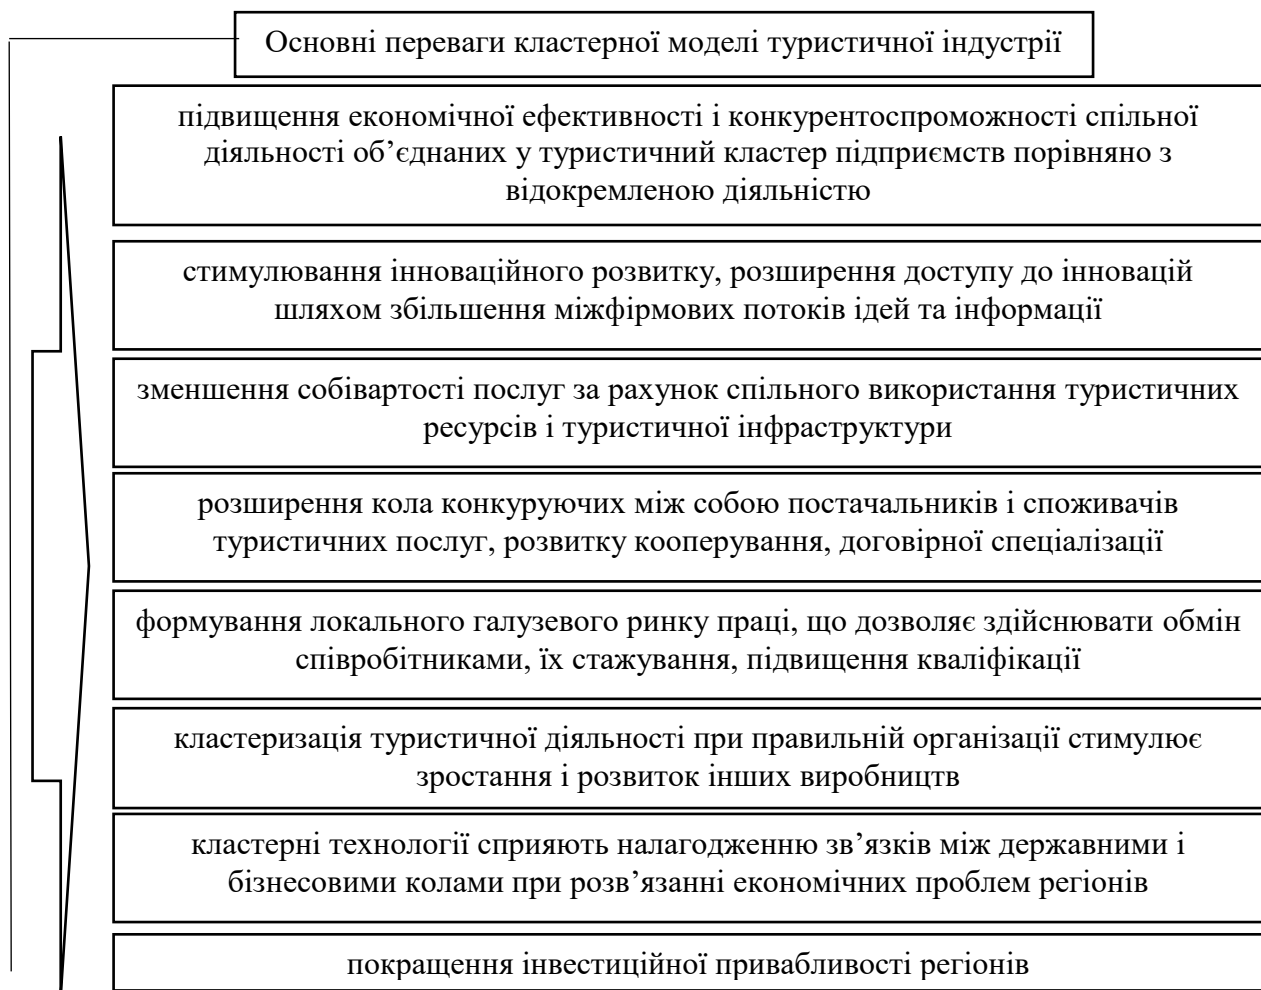 Основні переваги кластерної моделі туристичної індустрії
підвищення економічної ефективності і конкурентоспроможності спільної
діяльності об’єднаних у туристичний кластер підприємств порівняно з
відокремленою діяльністю
стимулювання інноваційного розвитку, розширення доступу до інновацій
шляхом збільшення міжфірмових потоків ідей та інформації
зменшення собівартості послуг за рахунок спільного використання туристичних
ресурсів і туристичної інфраструктури
розширення кола конкуруючих між собою постачальників і споживачів
туристичних послуг, розвитку кооперування, договірної спеціалізації
формування локального галузевого ринку праці, що дозволяє здійснювати обмін
співробітниками, їх стажування, підвищення кваліфікації
кластеризація туристичної діяльності при правильній організації стимулює
зростання і розвиток інших виробництв
кластерні технології сприяють налагодженню зв’язків між державними і
бізнесовими колами при розв’язанні економічних проблем регіонів
покращення інвестиційної привабливості регіонів